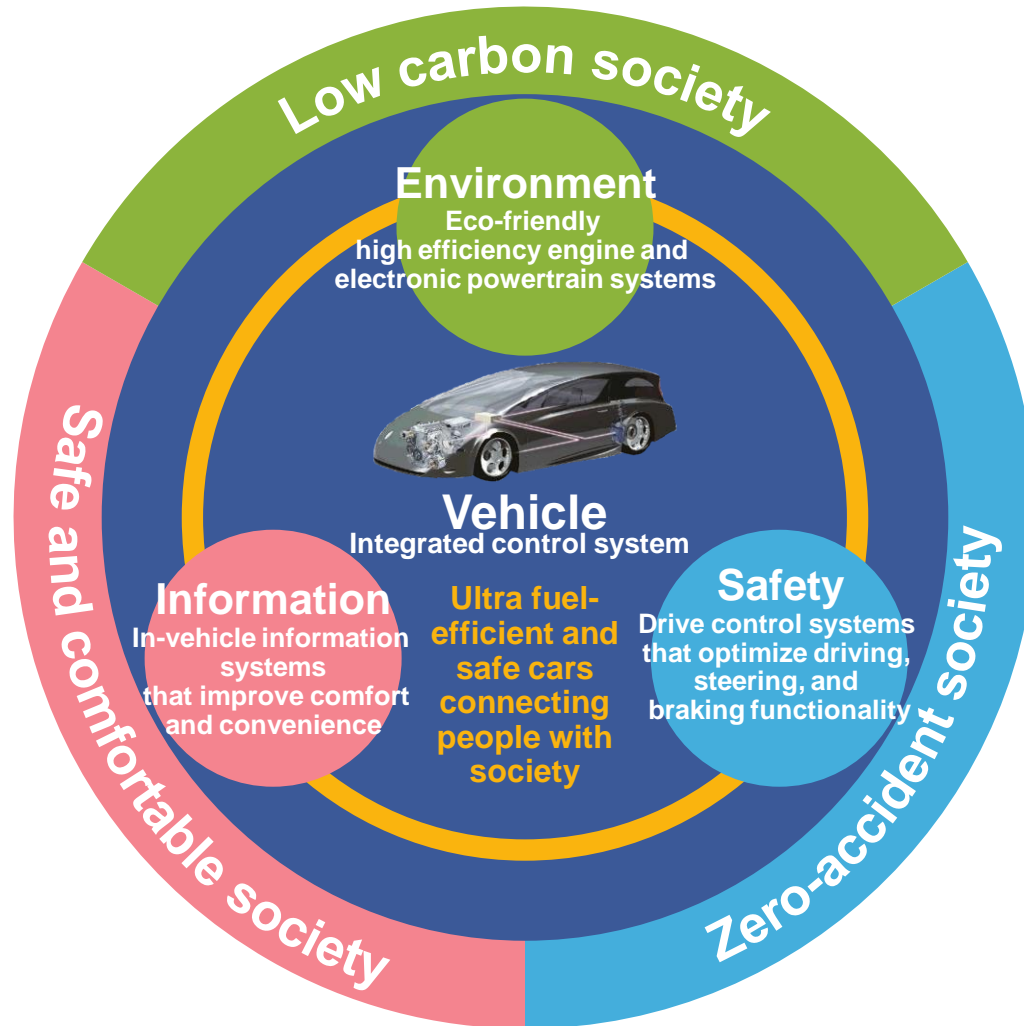 Low carbon society
Environment
Eco-friendly
high efficiency engine and
electronic powertrain systems
Vehicle
Integrated control system
Ultra fuel-
efficient and
safe cars
connecting
people with
society
Information
In-vehicle information
systems
that improve comfort
and convenience
Safety
Drive control systems
that optimize driving,
steering, and
braking functionality
Safe and comfortable society
Zero-accident society